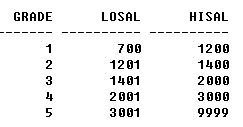 GRADE LOSAL HISAL
------- -------- --------
1 700 1200
2 1201 1400
3 1401 2000
4 2001 3000
5 3001 9999